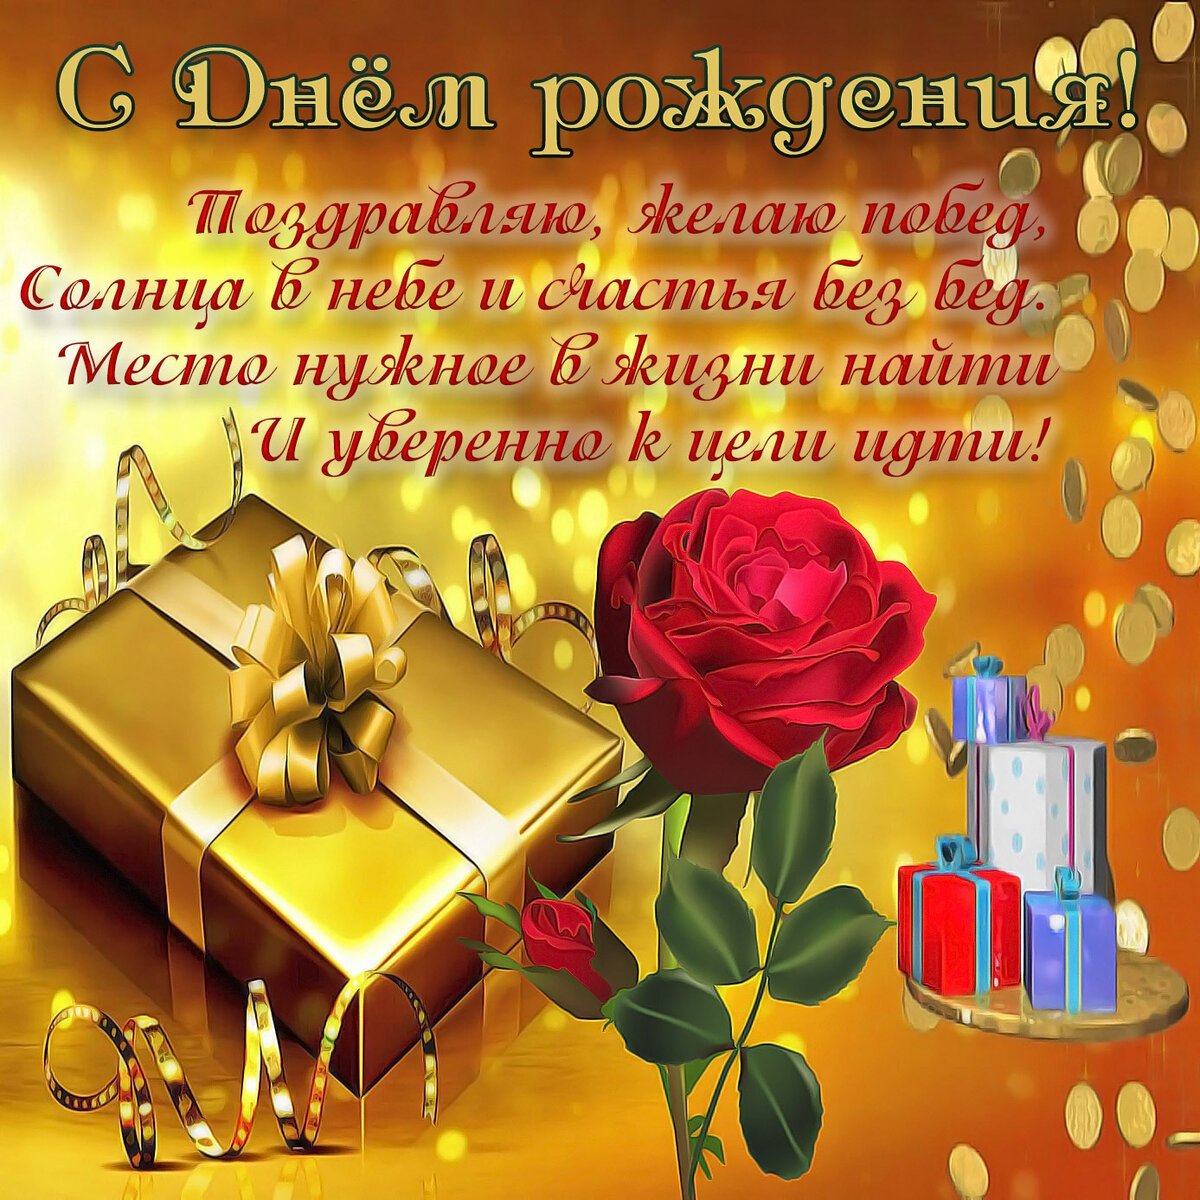 С Днём рождения!
Поздравляю, желаю побед,
Солнца в небе и счастья без бед.
Место нужное в жизни найти
И уверенно к цели идти!